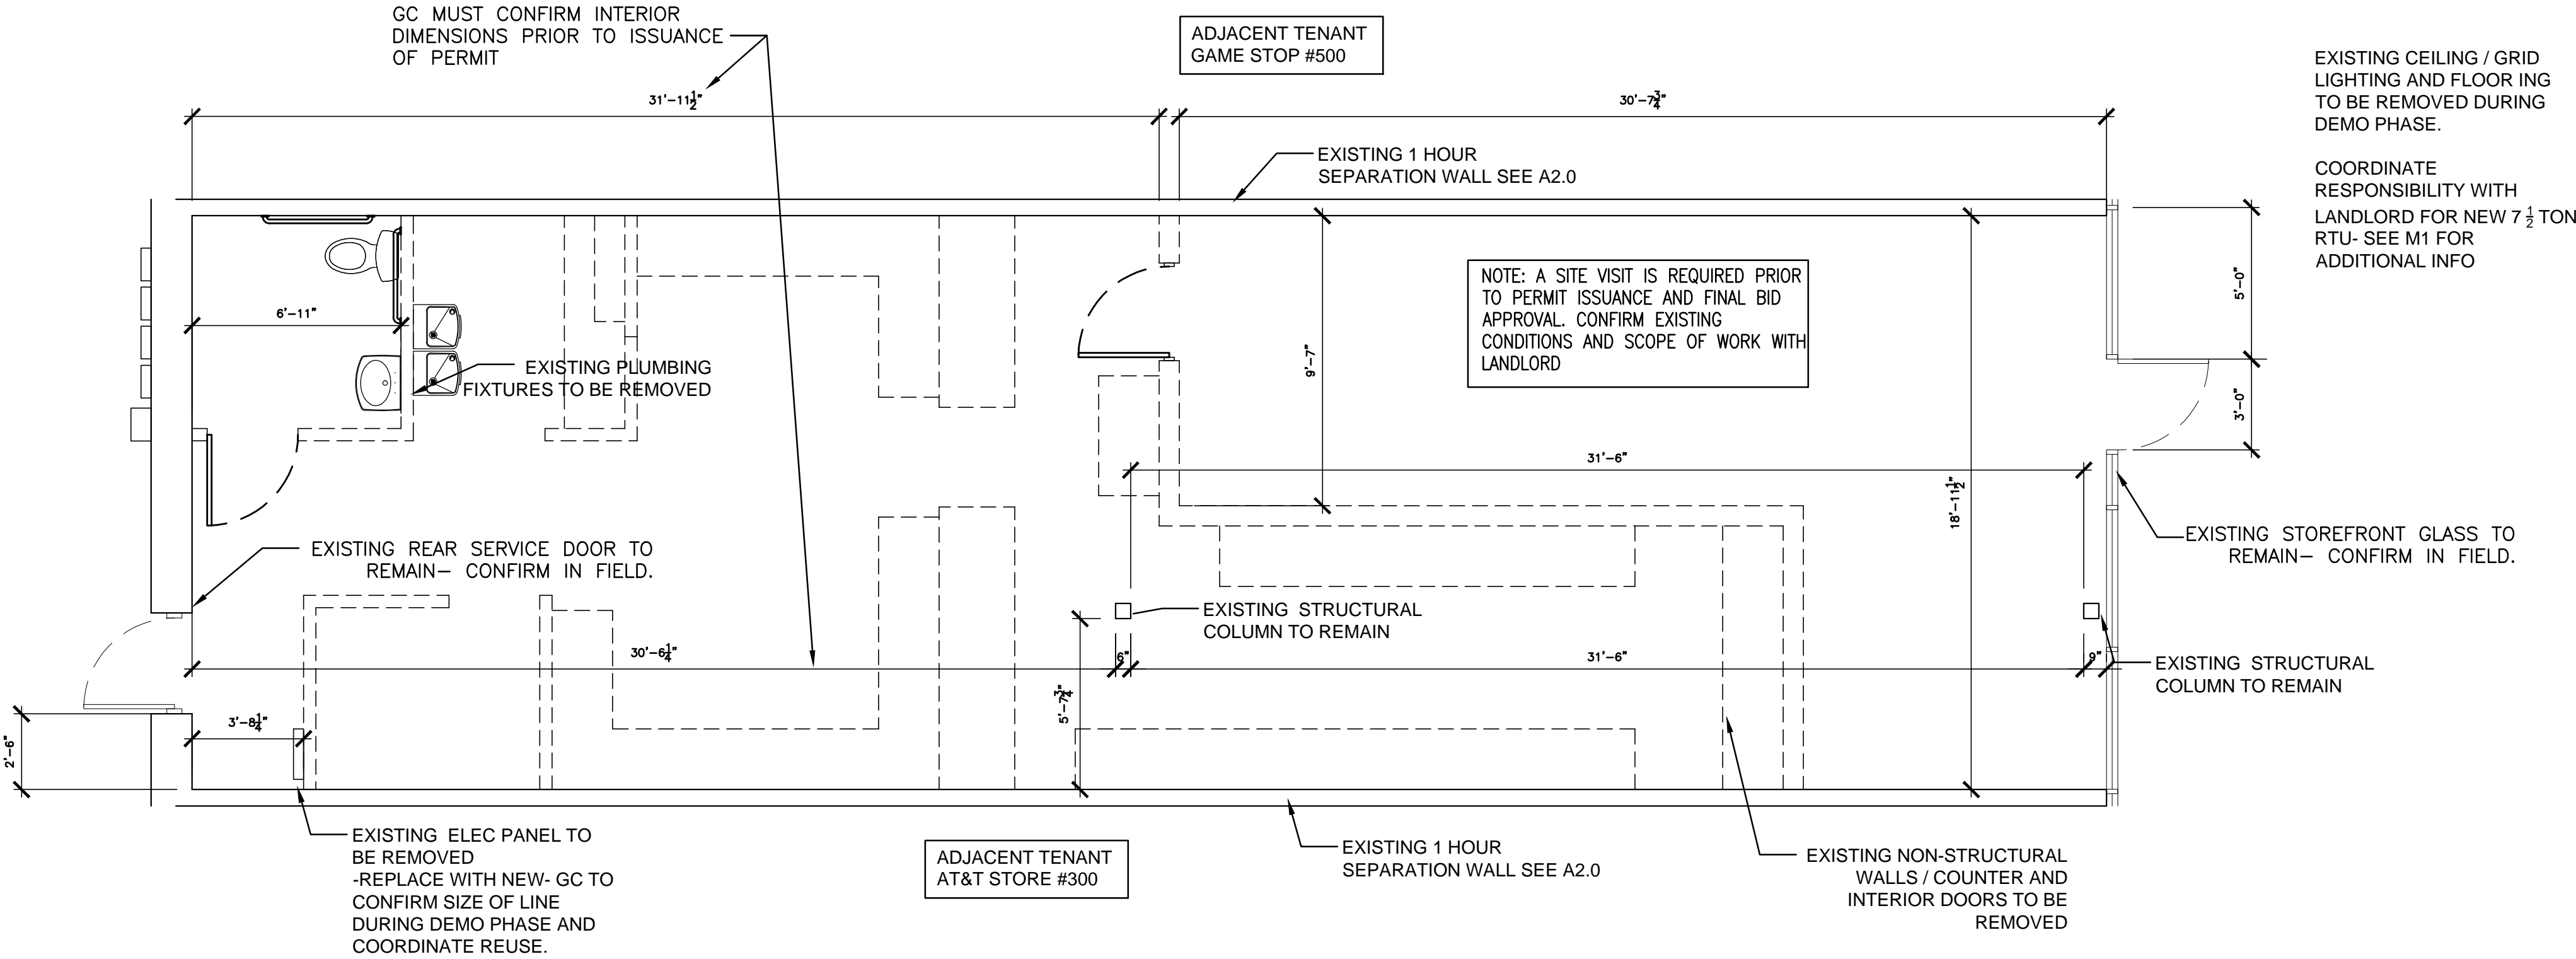 GC MUST CONFIRM INTERIOR
DIMENSIONS PRIOR TO ISSUANCE
OF PERMIT
ADJACENT TENANT
GAME STOP #500
EXISTING CEILING / GRID
LIGHTING AND FLOOR ING
TO BE REMOVED DURING
DEMO PHASE.
COORDINATE
RESPONSIBILITY WITH
LANDLORD FOR NEW 7 1/2 TON
RTU- SEE M1 FOR
ADDITIONAL INFO
31'-11 1/2"
30'-7 3/4"
EXISTING 1 HOUR
SEPARATION WALL SEE A2.0
NOTE: A SITE VISIT IS REQUIRED PRIOR
TO PERMIT ISSUANCE AND FINAL BID
APPROVAL. CONFIRM EXISTING
CONDITIONS AND SCOPE OF WORK WITH
LANDLORD
5'-0"
6'-11"
EXISTING PLUMBING
FIXTURES TO BE REMOVED
9'-7"
3'-0"
31'-6"
18'-11 1/2"
EXISTING STOREFRONT GLASS TO
REMAIN- CONFIRM IN FIELD.
EXISTING REAR SERVICE DOOR TO
REMAIN- CONFIRM IN FIELD.
EXISTING STRUCTURAL
COLUMN TO REMAIN
30'-6 1/4"
6"
31'-6"
9"
EXISTING STRUCTURAL
COLUMN TO REMAIN
5'-7 3/4"
3'-8 1/4"
2'-6"
EXISTING ELEC PANEL TO
BE REMOVED
-REPLACE WITH NEW- GC TO
CONFIRM SIZE OF LINE
DURING DEMO PHASE AND
COORDINATE REUSE.
ADJACENT TENANT
AT&T STORE #300
EXISTING 1 HOUR
SEPARATION WALL SEE A2.0
EXISTING NON-STRUCTURAL
WALLS / COUNTER AND
INTERIOR DOORS TO BE
REMOVED